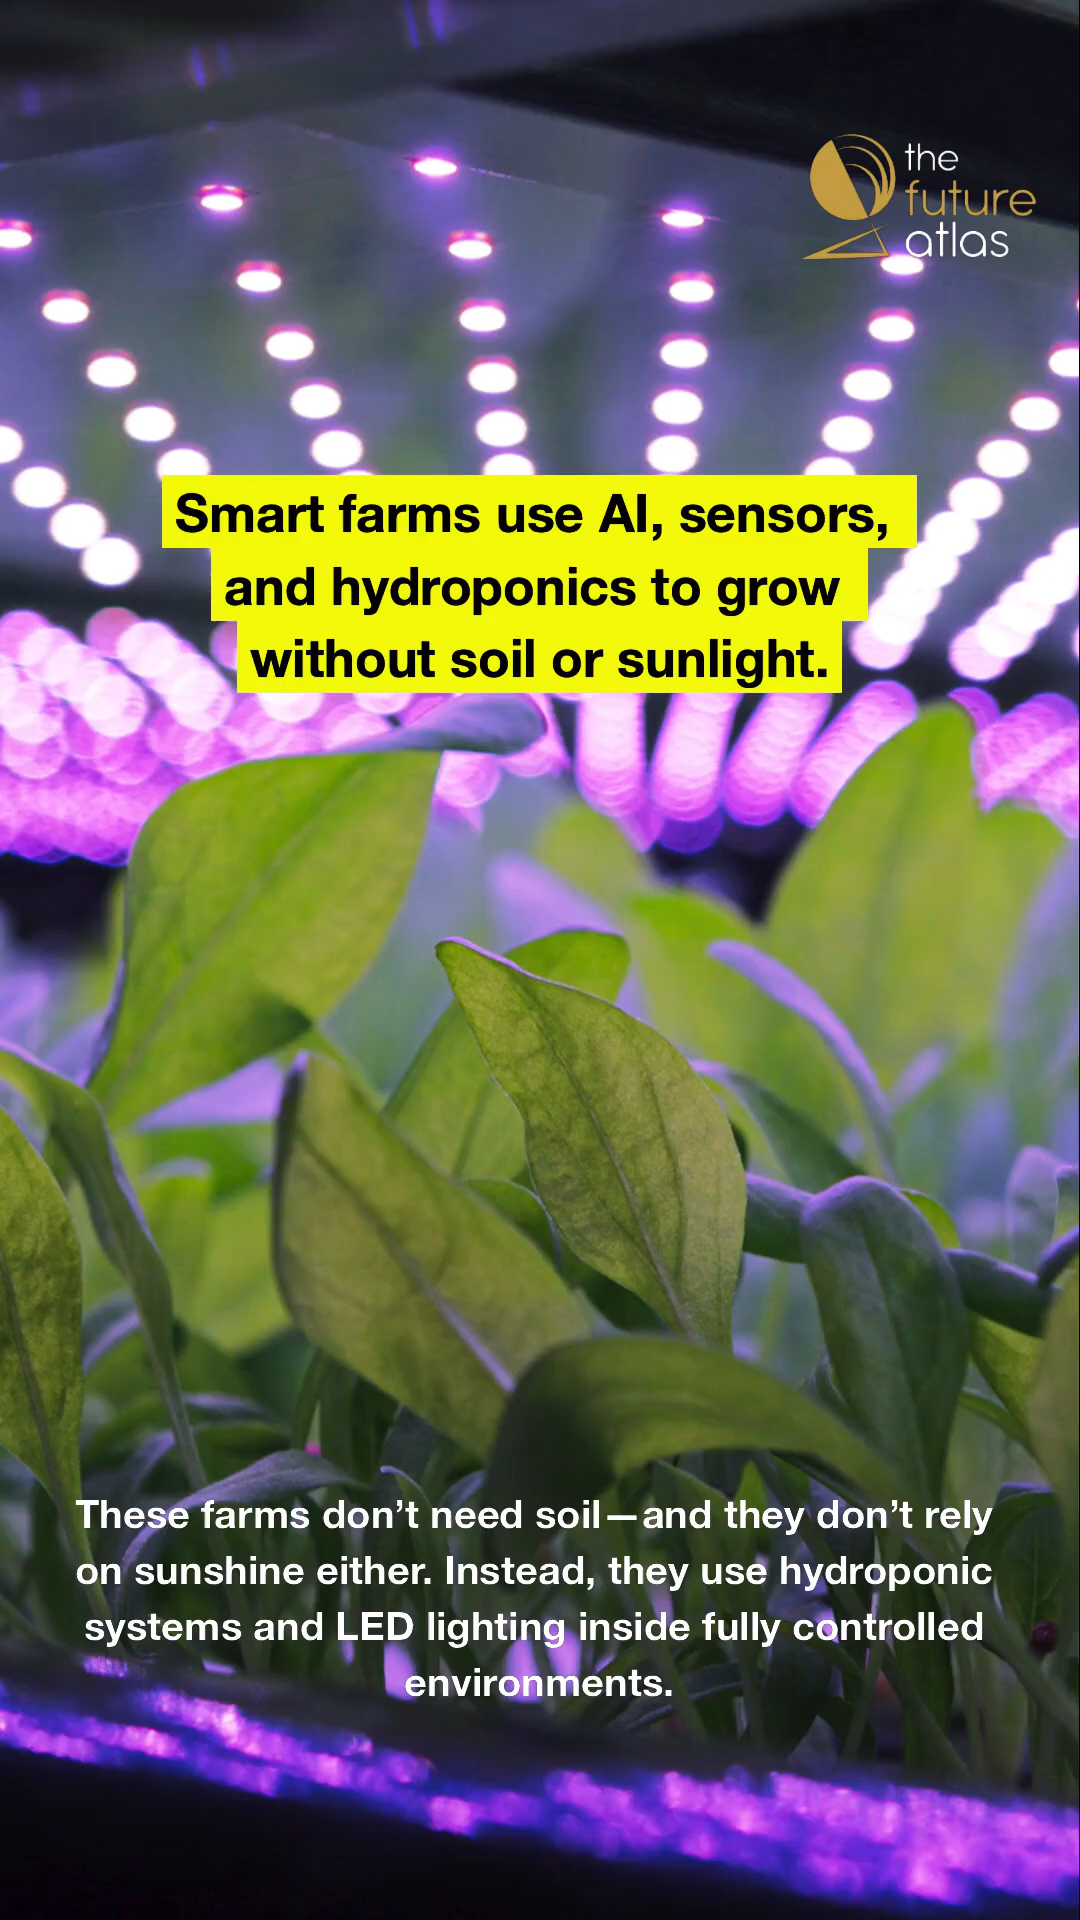 the
future
atlas
Smart farms use AI, sensors,
and hydroponics to grow
without soil or sunlight.
These farms don’t need soil—and they don’t rely
on sunshine either. Instead, they use hydroponic
systems and LED lighting inside fully controlled
environments.